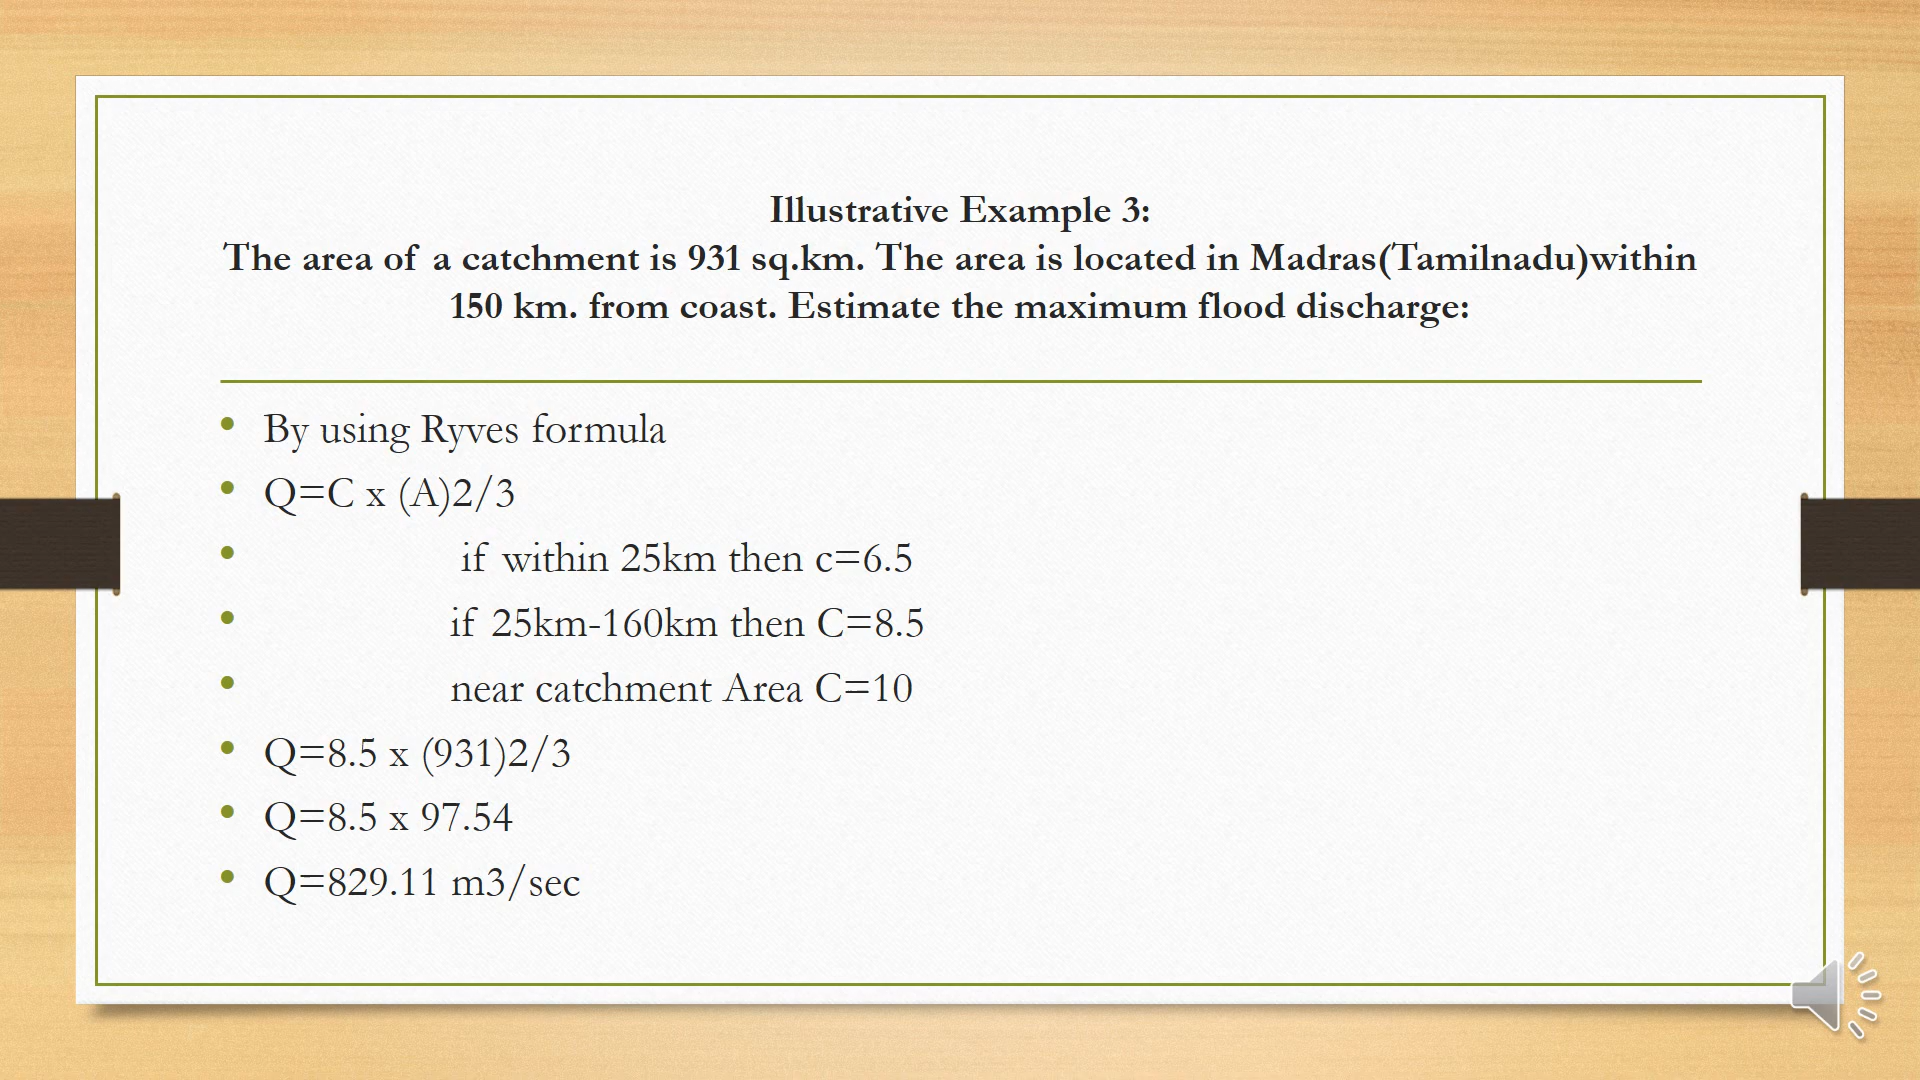 Illustrative Example 3:
The area of a catchment is 931 sq.km. The area is located in Madras(Tamilnadu)within
150 km. from coast. Estimate the maximum flood discharge:
• By using Ryves formula
• Q=C x (A)2/3
• if within 25km then c=6.5
• if 25km-160km then C=8.5
• near catchment Area C=10
• Q=8.5 x (931)2/3
• Q=8.5 x 97.54
• Q=829.11 m3/sec